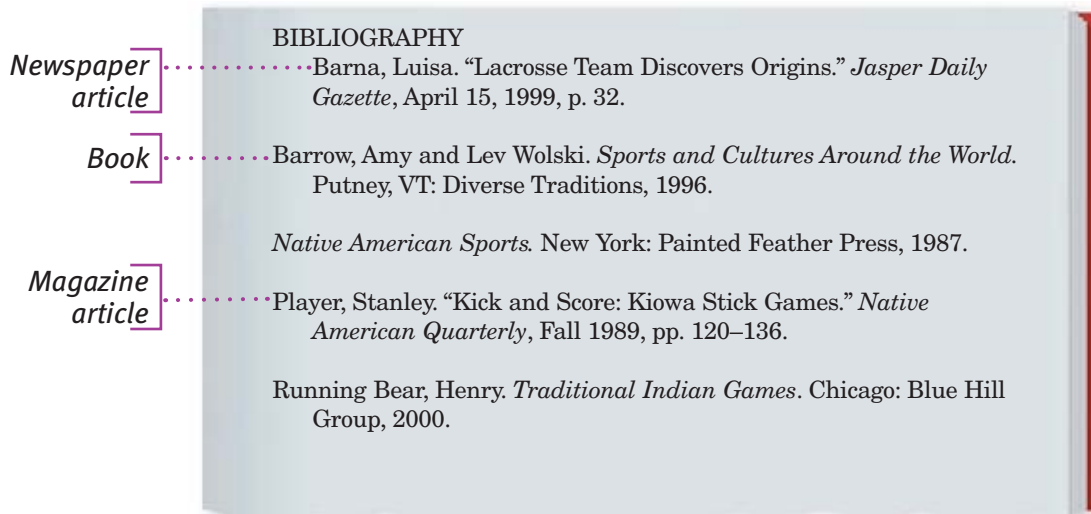 BIBLIOGRAPHY
Newspaper article
Barna, Luisa. “Lacrosse Team Discovers Origins.” Jasper Daily
Gazette, April 15, 1999, p. 32.
Book
Barrow, Amy and Lev Wolski. Sports and Cultures Around the World.
Putney, VT: Diverse Traditions, 1996.
Native American Sports. New York: Painted Feather Press, 1987.
Magazine article
Player, Stanley. “Kick and Score: Kiowa Stick Games.” Native
American Quarterly, Fall 1989, pp. 120–136.
Running Bear, Henry. Traditional Indian Games. Chicago: Blue Hill
Group, 2000.